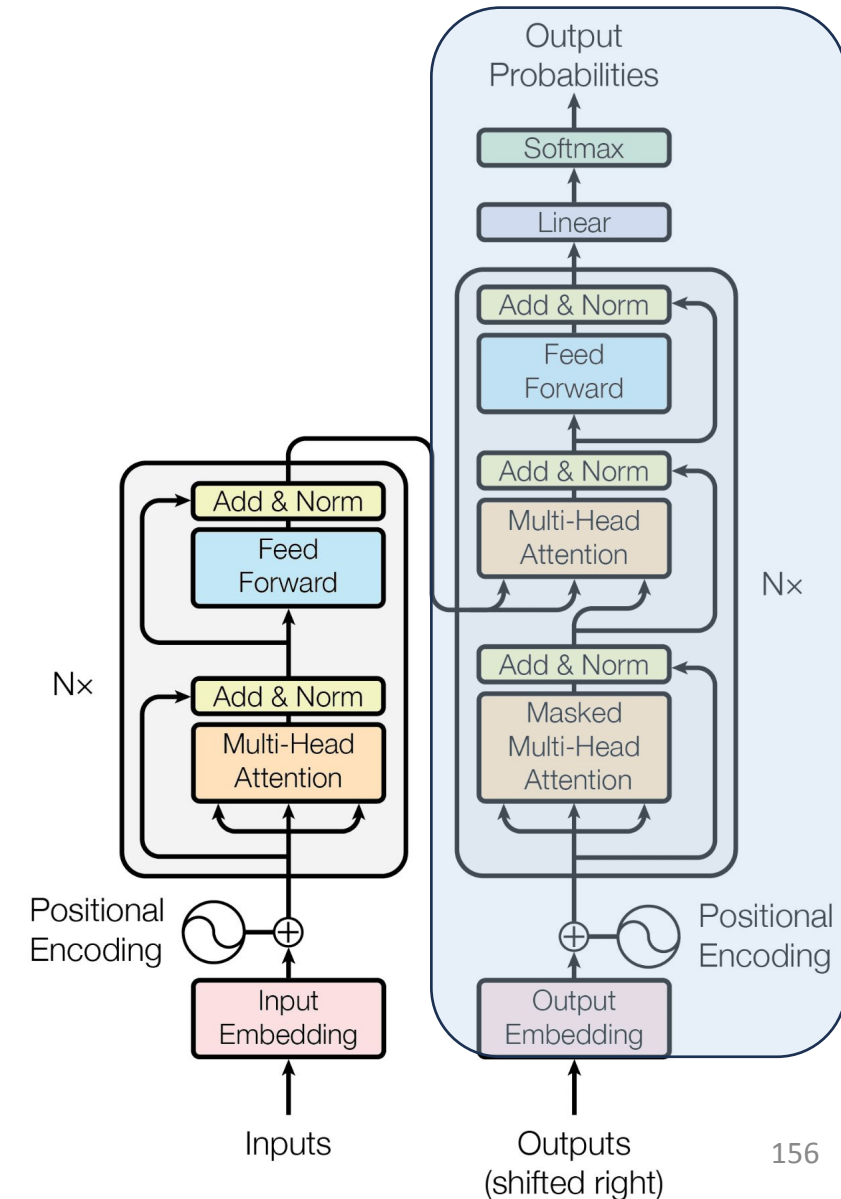 Output
Probabilities
Softmax
Linear
Add & Norm
Feed
Forward
Add & Norm
Multi-Head
Attention
Nx
Add & Norm
Masked
Multi-Head
Attention
Positional
Encoding
Output
Embedding
Outputs
(shifted right)
Add & Norm
Feed
Forward
Nx
Add & Norm
Multi-Head
Attention
Positional
Encoding
Input
Embedding
Inputs
156